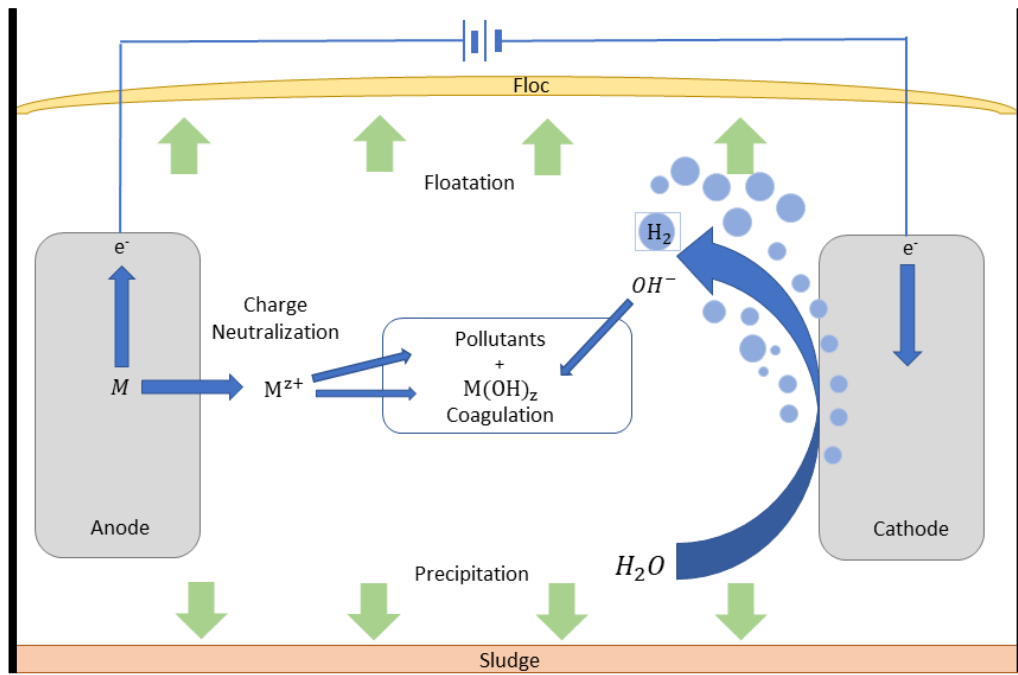 Floc
Floatation
e⁻
H₂
e⁻
OH⁻
Charge
Neutralization
Pollutants
+
M
Mᶻ⁺
M(OH)z
Coagulation
Anode
Cathode
Precipitation
H₂O
Sludge